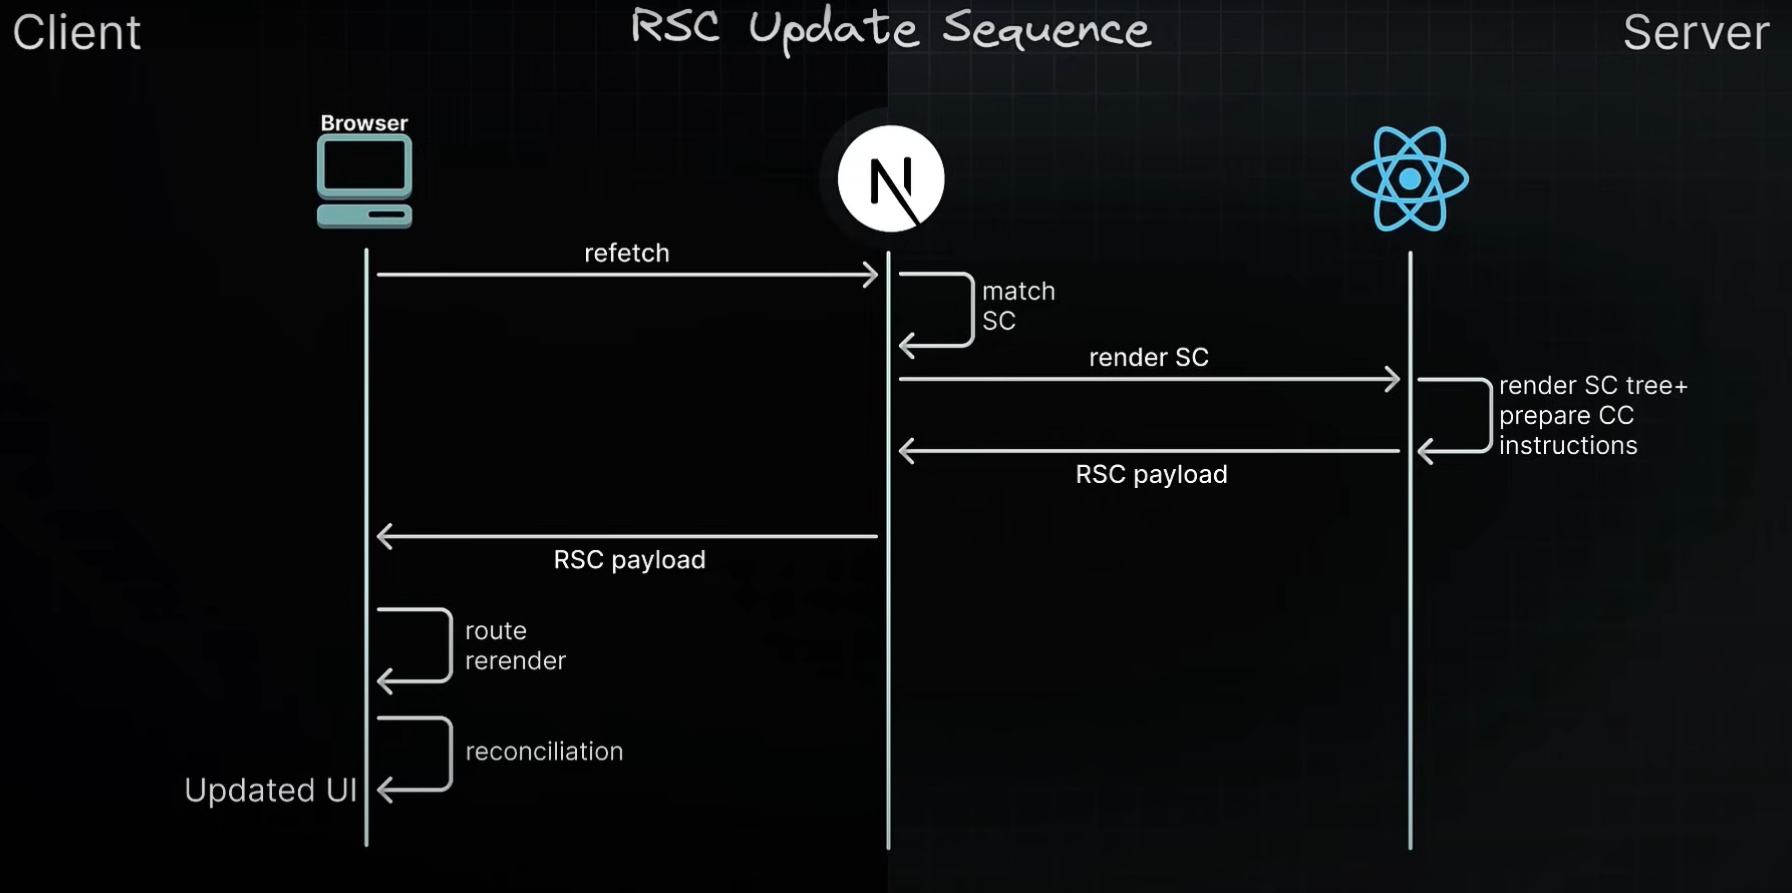 Client
RSC Update Sequence
Server
Browser
refetch
match
SC
render SC
render SC tree+
prepare CC
instructions
RSC payload
RSC payload
route
rerender
reconciliation
Updated UI